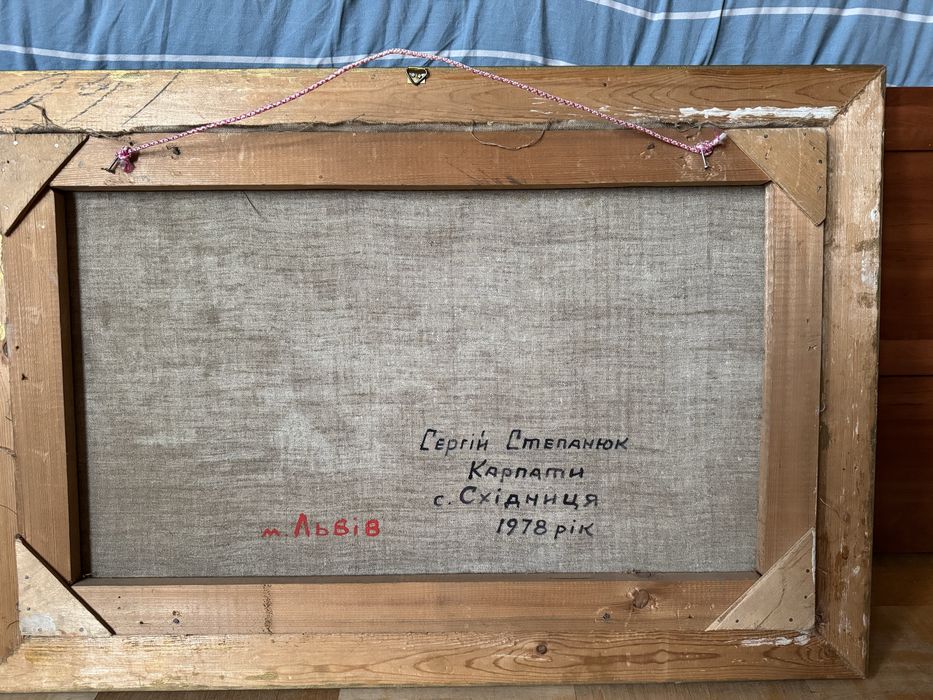 Сергій Степанюк
Карпати
с. Східниця
1978 рік
м. Львів